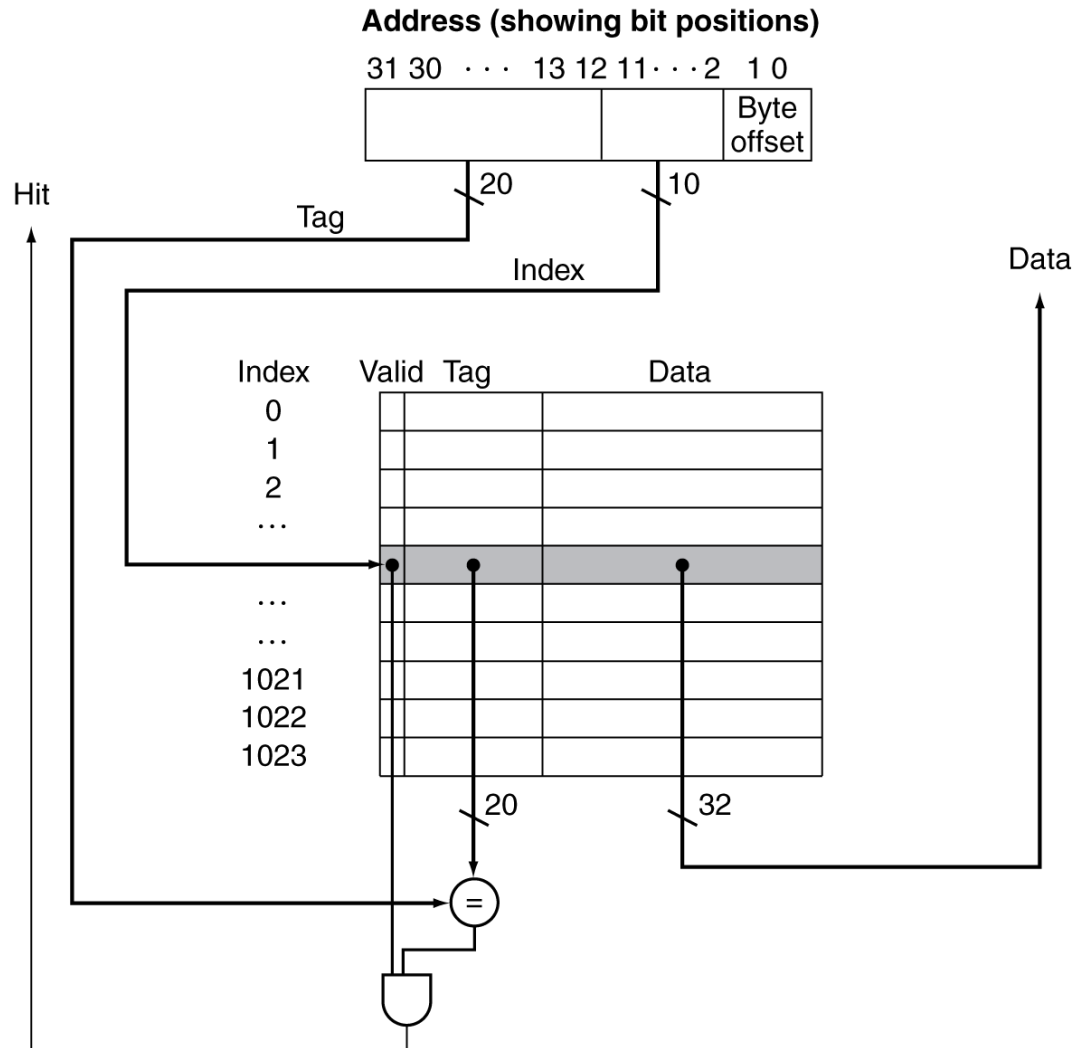 Address (showing bit positions)
31 30 · · · 13 12 11 · · · 2 1 0
Byte
offset
20
10
Hit
Tag
Index
Data
Index Valid Tag Data
0
1
2
...
...
...
1021
1022
1023
20
32
=